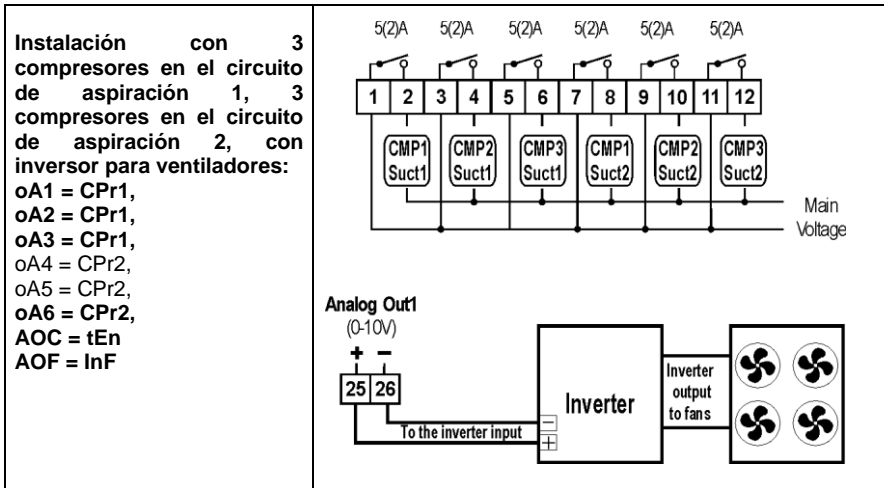 Instalación con 3
compresores en el circuito
de aspiración 1, 3
compresores en el circuito
de aspiración 2, con
inversor para ventiladores:
oA1 = CPr1,
oA2 = CPr1,
oA3 = CPr1,
oA4 = CPr2,
oA5 = CPr2,
oA6 = CPr2,
AOC = tEn
AOF = InF
5(2)A 5(2)A 5(2)A 5(2)A 5(2)A 5(2)A
1 2 3 4 5 6 7 8 9 10 11 12
CMP1 CMP2 CMP3 CMP1 CMP2 CMP3
Suct1 Suct1 Suct1 Suct2 Suct2 Suct2
Main
Voltage
Analog Out1
(0-10V)
+ −
25 26
To the inverter input
−
+
Inverter
Inverter
output
to fans